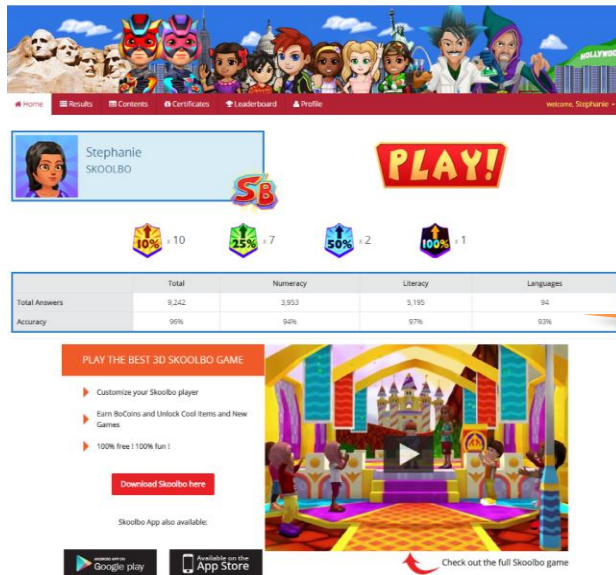 HOLLYWOO
Home Results Contents Certificates Leaderboard Profile welcome, Stephanie
Stephanie
SKOOLBO
SB
PLAY!
10% x 10 25% x 7 50% x 2 100% x 1
Total Numeracy Literacy Languages
Total Answers 9,242 3,953 5,195 94
Accuracy 96% 94% 97% 93%
PLAY THE BEST 3D SKOOLBO GAME
Customize your Skoolbo player
Earn BoCoins and Unlock Cool Items and New
Games
100% free ! 100% fun !
Download Skoolbo here
Skoolbo App also available:
ANDROID APP ON
Google play
Available on the
App Store
Check out the full Skoolbo game